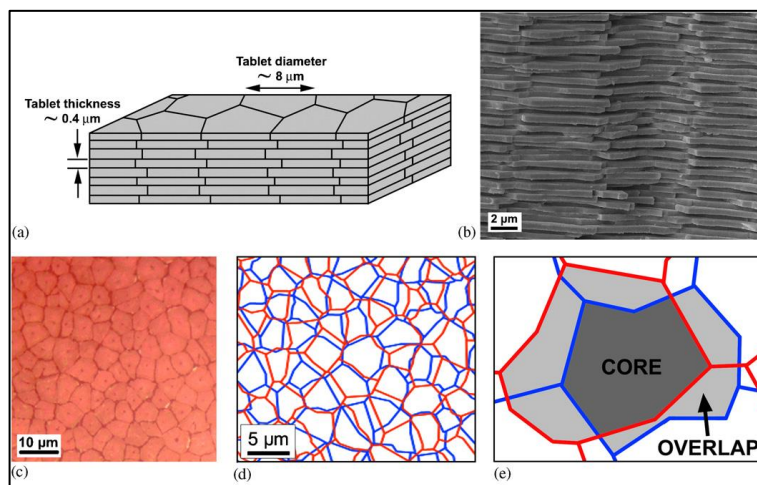 Tablet diameter
~ 8 μm
Tablet thickness
~ 0.4 μm
(a)
2 μm
(b)
10 μm
(c)
5 μm
(d)
CORE
OVERLAP
(e)